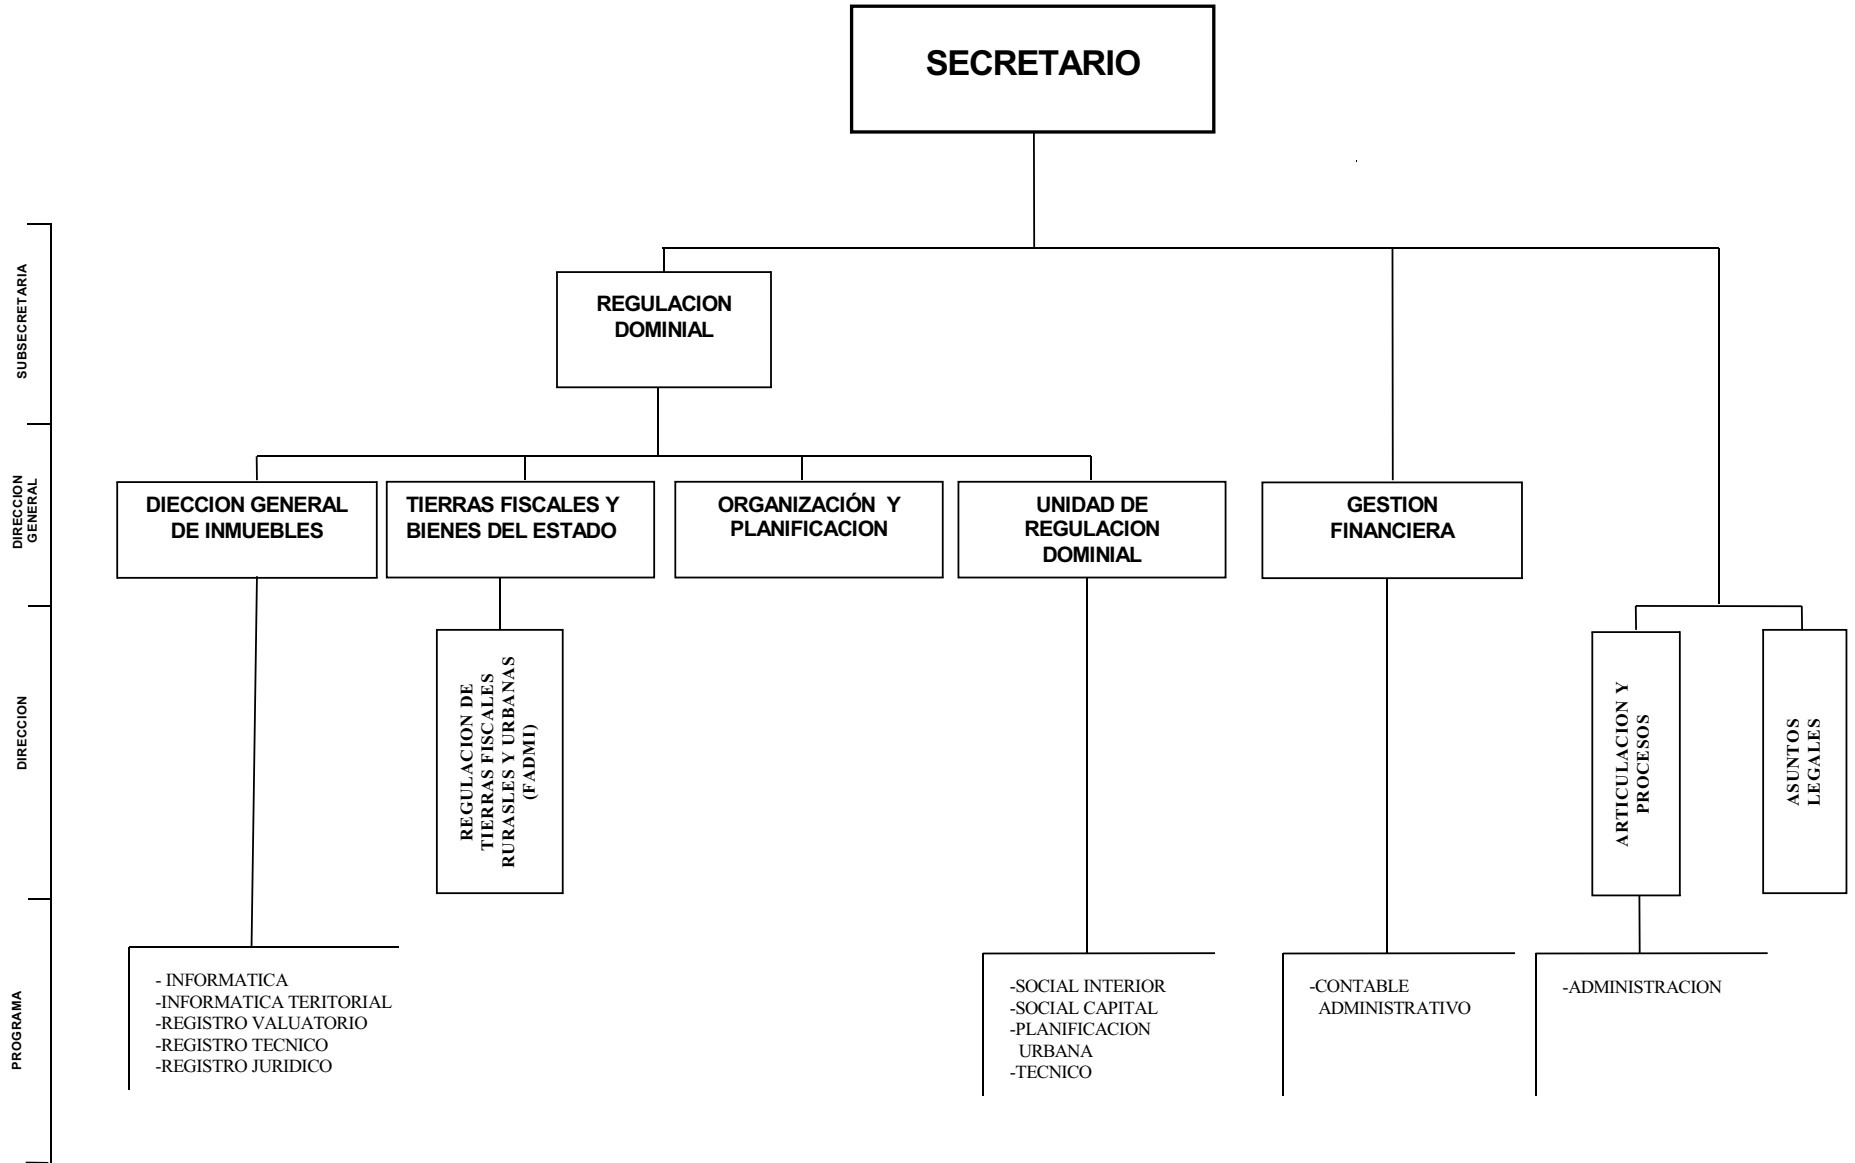 SECRETARIO
SUBSECRETARIA
REGULACION
DOMINIAL
DIRECCION
GENERAL
DIECCION GENERAL
DE INMUEBLES
TIERRAS FISCALES Y
BIENES DEL ESTADO
ORGANIZACIÓN Y
PLANIFICACION
UNIDAD DE
REGULACION
DOMINIAL
GESTION
FINANCIERA
DIRECCION
REGULACION DE
TIERRAS FISCALES
RURASLES Y URBANAS
(FADMI)
ARTICULACION Y
PROCESOS
ASUNTOS
LEGALES
PROGRAMA
- INFORMATICA
-INFORMATICA TERITORIAL
-REGISTRO VALUATORIO
-REGISTRO TECNICO
-REGISTRO JURIDICO
-SOCIAL INTERIOR
-SOCIAL CAPITAL
-PLANIFICACION
URBANA
-TECNICO
-CONTABLE
ADMINISTRATIVO
-ADMINISTRACION